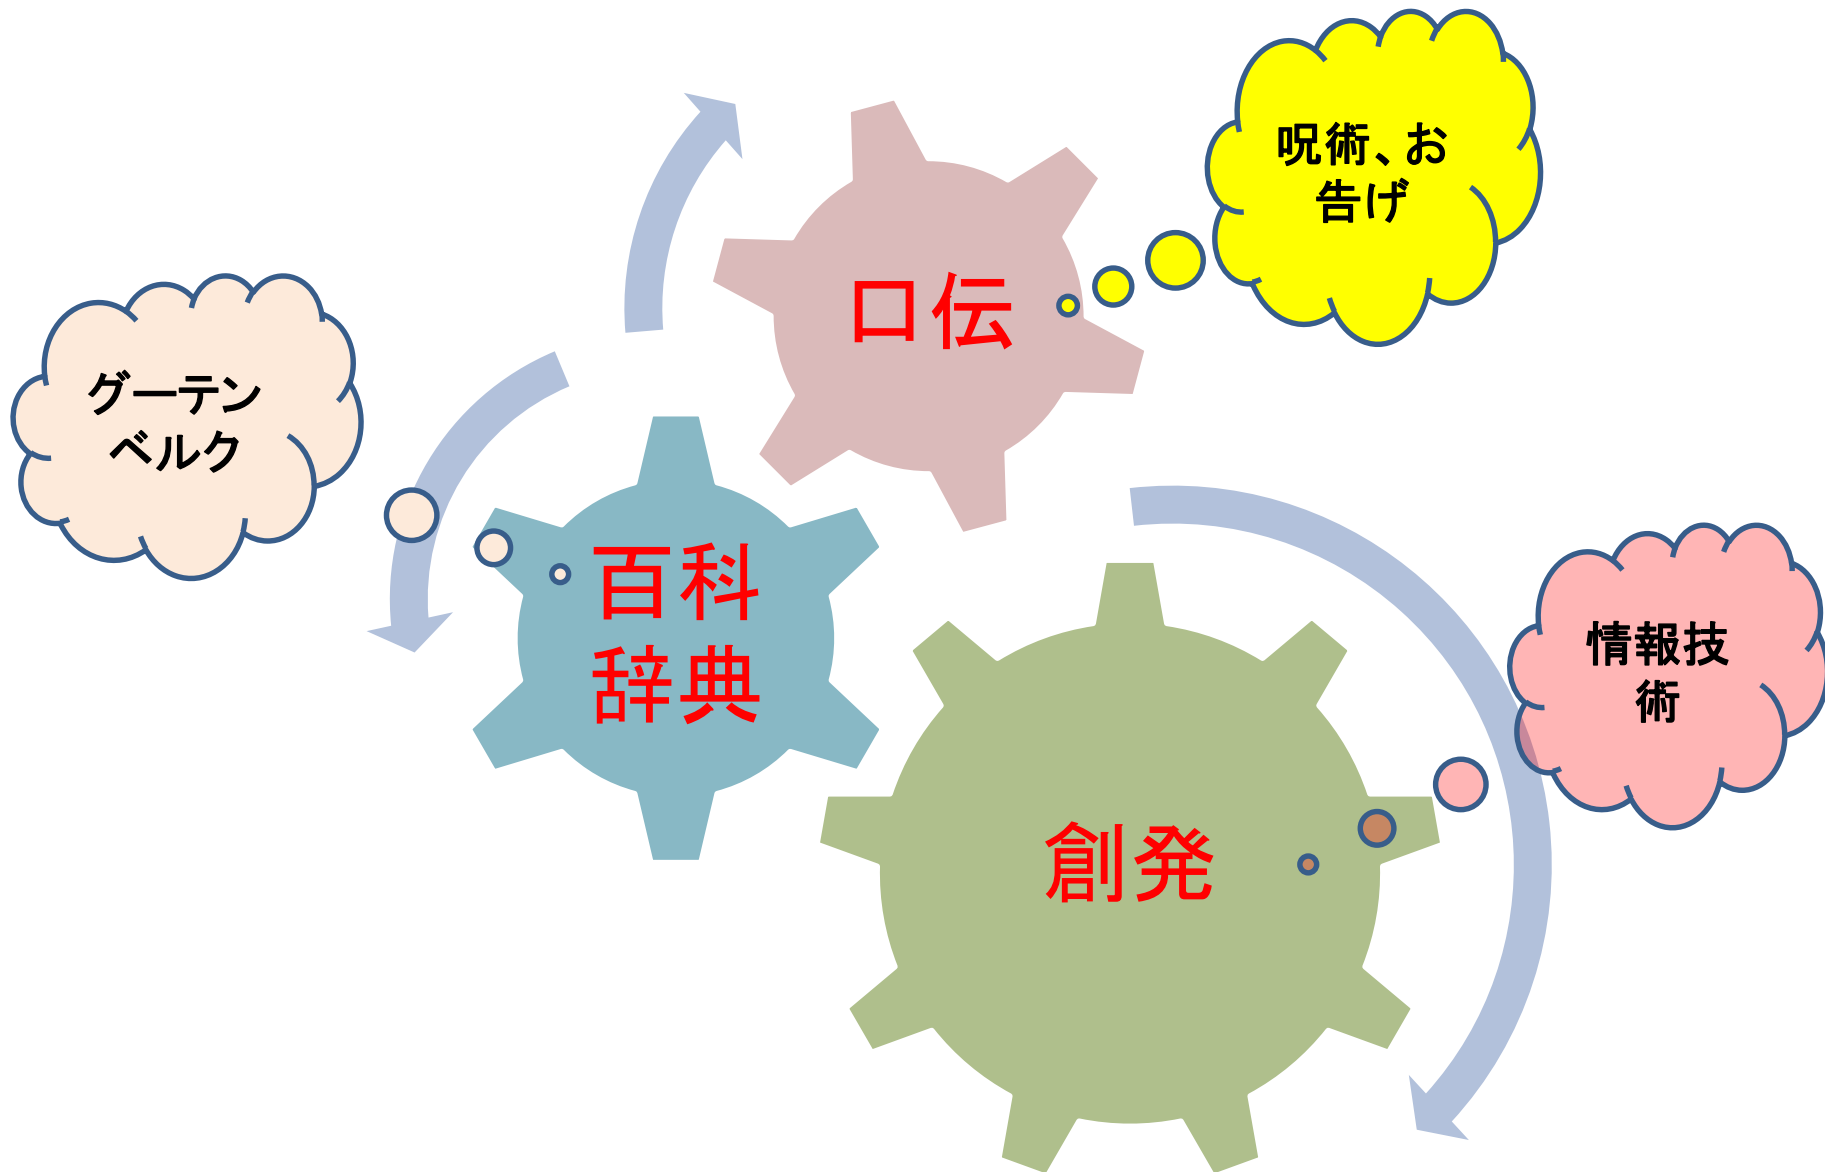 呪術、お
告げ
口伝
グーテン
ベルク
百科
辞典
情報技
術
創発